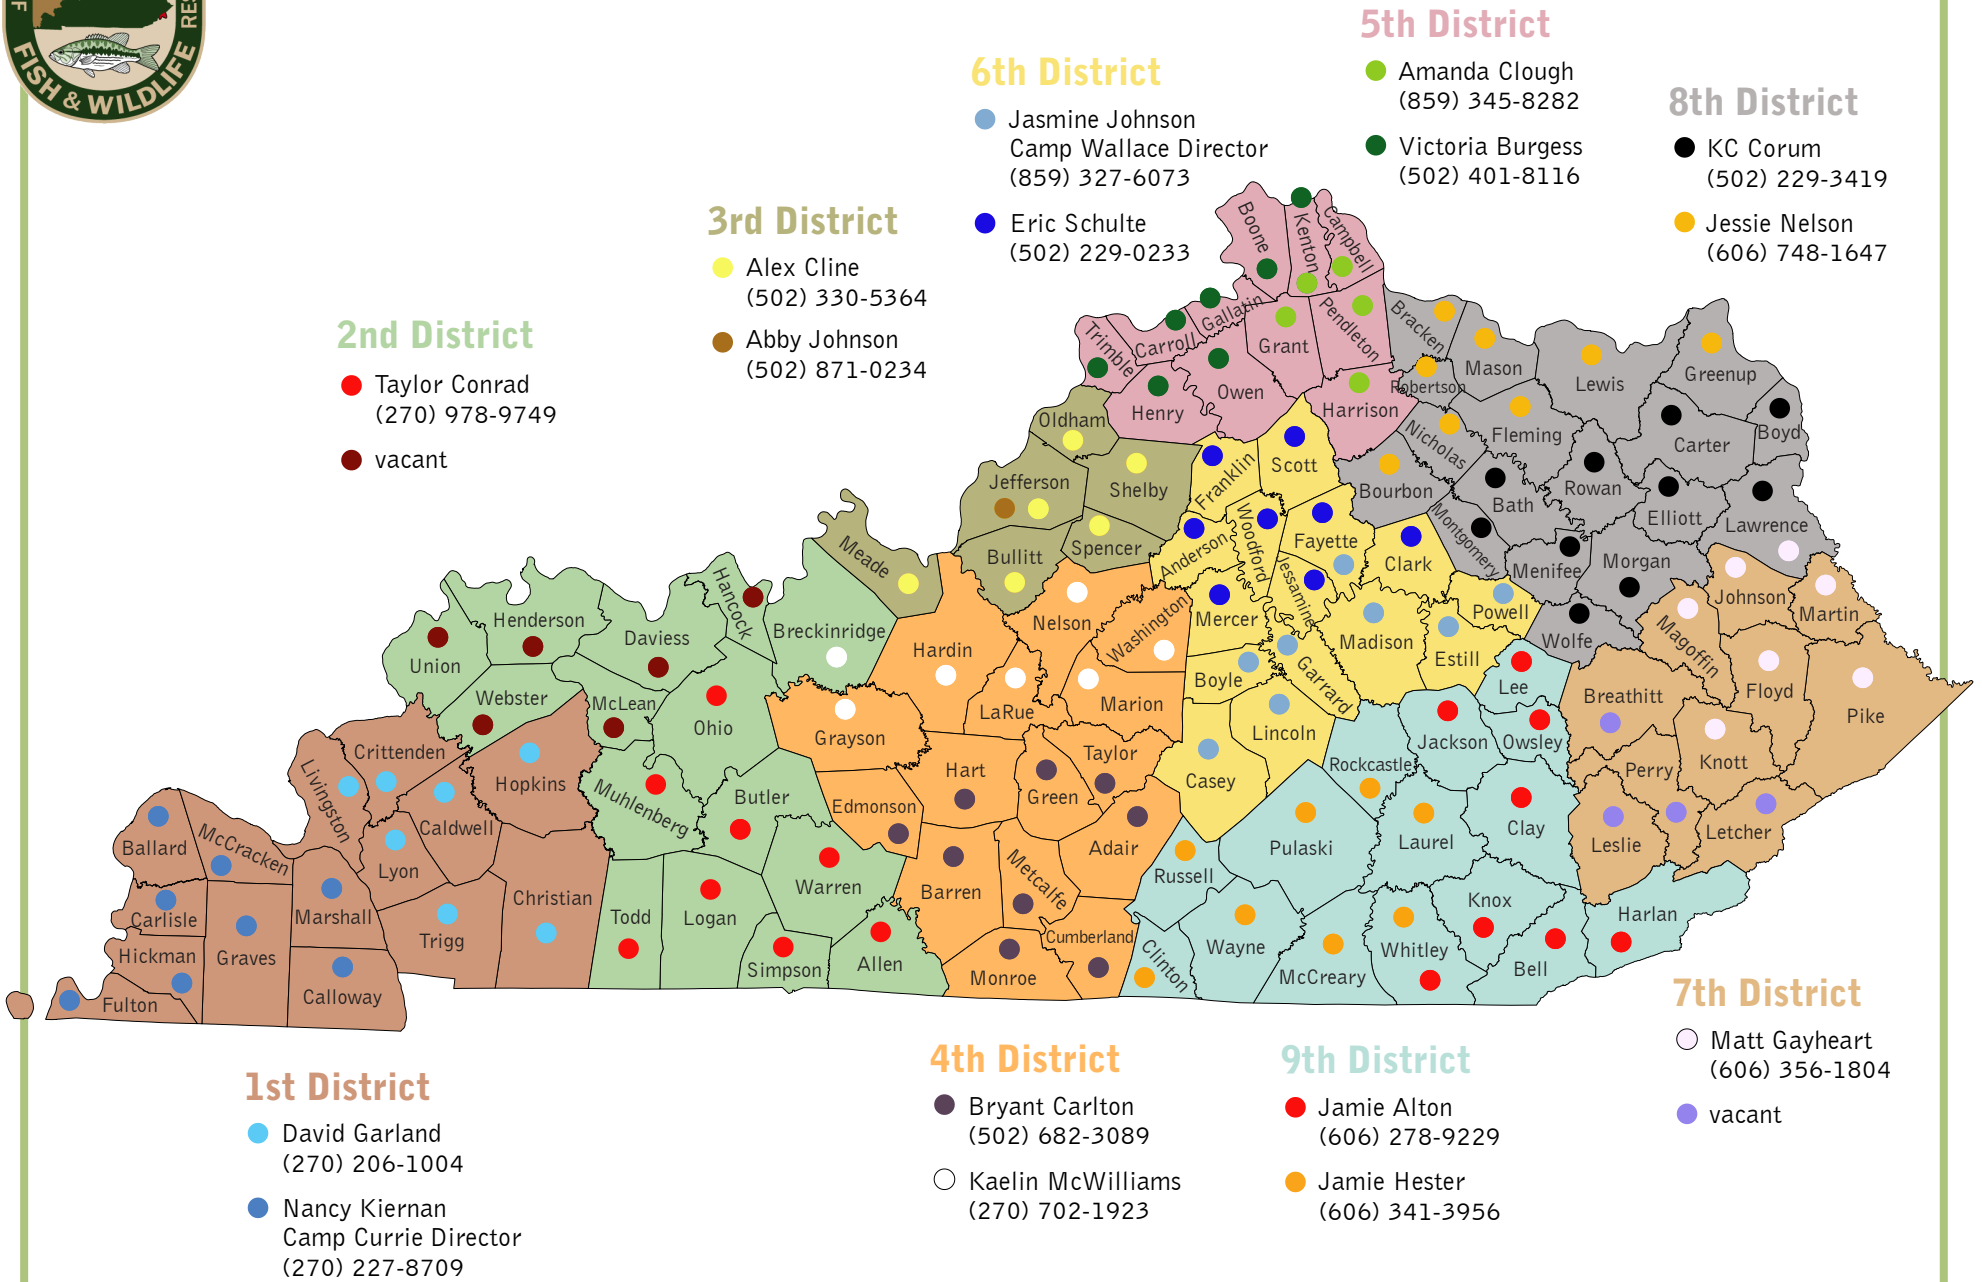 F
FISH & WILDLIFE
RES
5th District
Amanda Clough
(859) 345-8282
Victoria Burgess
(502) 401-8116
6th District
Jasmine Johnson
Camp Wallace Director
(859) 327-6073
Eric Schulte
(502) 229-0233
8th District
KC Corum
(502) 229-3419
Jessie Nelson
(606) 748-1647
3rd District
Alex Cline
(502) 330-5364
Abby Johnson
(502) 871-0234
2nd District
Taylor Conrad
(270) 978-9749
vacant
Boone
Kenton
Campbell
Gallatin
Carroll
Trimble
Grant
Pendleton
Owen
Henry
Harrison
Bracken
Mason
Robertson
Lewis
Greenup
Fleming
Nicholas
Carter
Boyd
Bourbon
Bath
Rowan
Elliott
Lawrence
Montgomery
Menifee
Morgan
Wolfe
Oldham
Jefferson
Shelby
Bullitt
Spencer
Meade
Franklin
Scott
Woodford
Fayette
Anderson
Clark
Jessamine
Mercer
Powell
Madison
Estill
Boyle
Garrard
Lincoln
Casey
Johnson
Martin
Magoffin
Floyd
Pike
Breathitt
Knott
Perry
Leslie
Letcher
Hancock
Henderson
Union
Daviess
Breckinridge
Webster
McLean
Ohio
Muhlenberg
Butler
Warren
Todd
Logan
Simpson
Allen
Nelson
Washington
Hardin
LaRue
Marion
Grayson
Hart
Green
Taylor
Edmonson
Barren
Metcalfe
Adair
Cumberland
Monroe
Lee
Jackson
Owsley
Rockcastle
Clay
Laurel
Pulaski
Russell
Knox
Harlan
Wayne
Clinton
McCreary
Whitley
Bell
Crittenden
Livingston
Hopkins
Caldwell
Lyon
McCracken
Ballard
Carlisle
Marshall
Christian
Trigg
Hickman
Graves
Calloway
Fulton
7th District
Matt Gayheart
(606) 356-1804
vacant
1st District
David Garland
(270) 206-1004
Nancy Kiernan
Camp Currie Director
(270) 227-8709
4th District
Bryant Carlton
(502) 682-3089
Kaelin McWilliams
(270) 702-1923
9th District
Jamie Alton
(606) 278-9229
Jamie Hester
(606) 341-3956